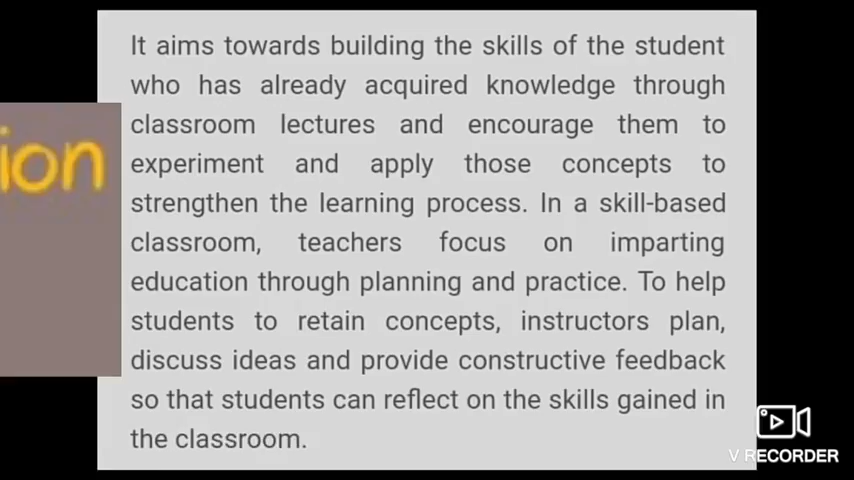 It aims towards building the skills of the student
who has already acquired knowledge through
classroom lectures and encourage them to
experiment and apply those concepts to
strengthen the learning process. In a skill-based
classroom, teachers focus on imparting
education through planning and practice. To help
students to retain concepts, instructors plan,
discuss ideas and provide constructive feedback
so that students can reflect on the skills gained in
the classroom.
ion
V RECORDER